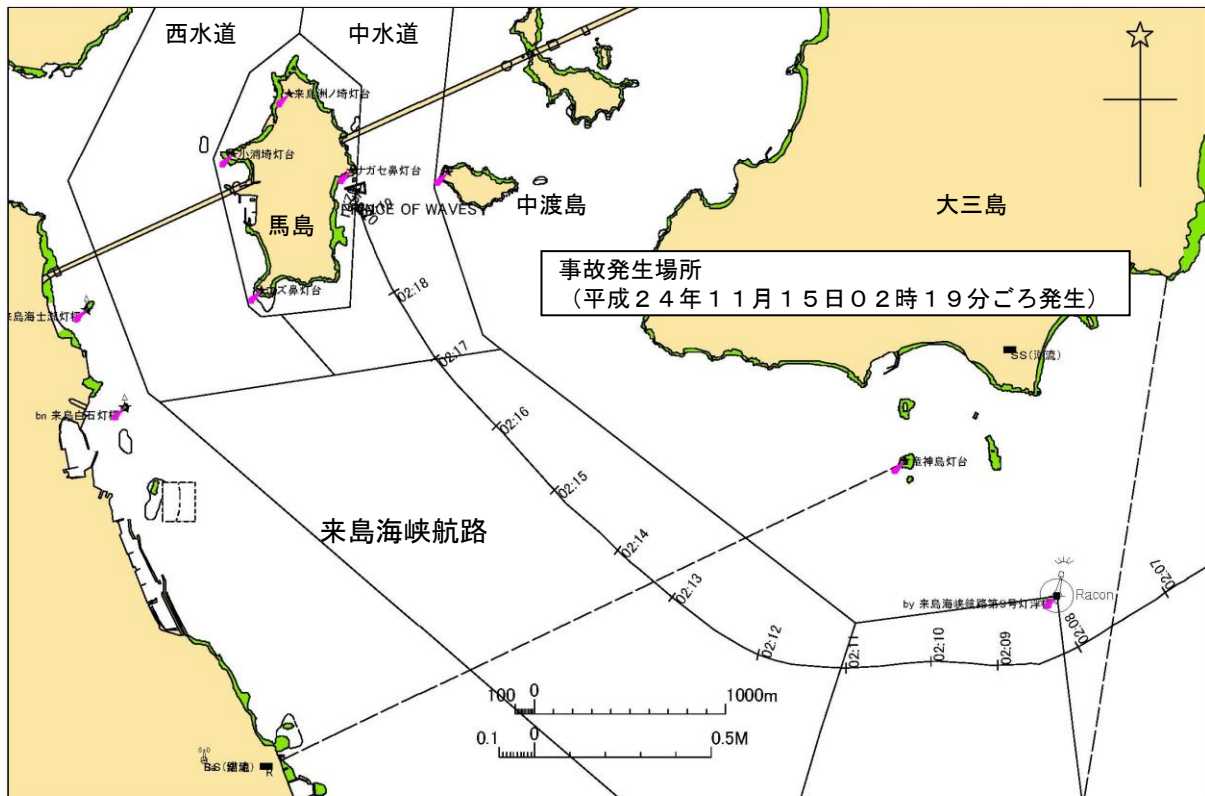 西水道
中水道
来島洲ノ埼灯台
小浦埼灯台
ナガセ鼻灯台
中渡島
馬島
大三島
事故発生場所
（平成２４年１１月１５日０２時１９分ごろ発生）
ズ鼻灯台
02:18
02:17
SS(潮流)
02:16
bn 来島白石灯標
竜神島灯台
02:15
来島海峡航路
02:14
02:13
02:07
Racon
by 来島海峡航路第９号灯浮標
02:08
02:12
02:11
02:10
02:09
100 0 1000m
0.1 0 0.5M
R